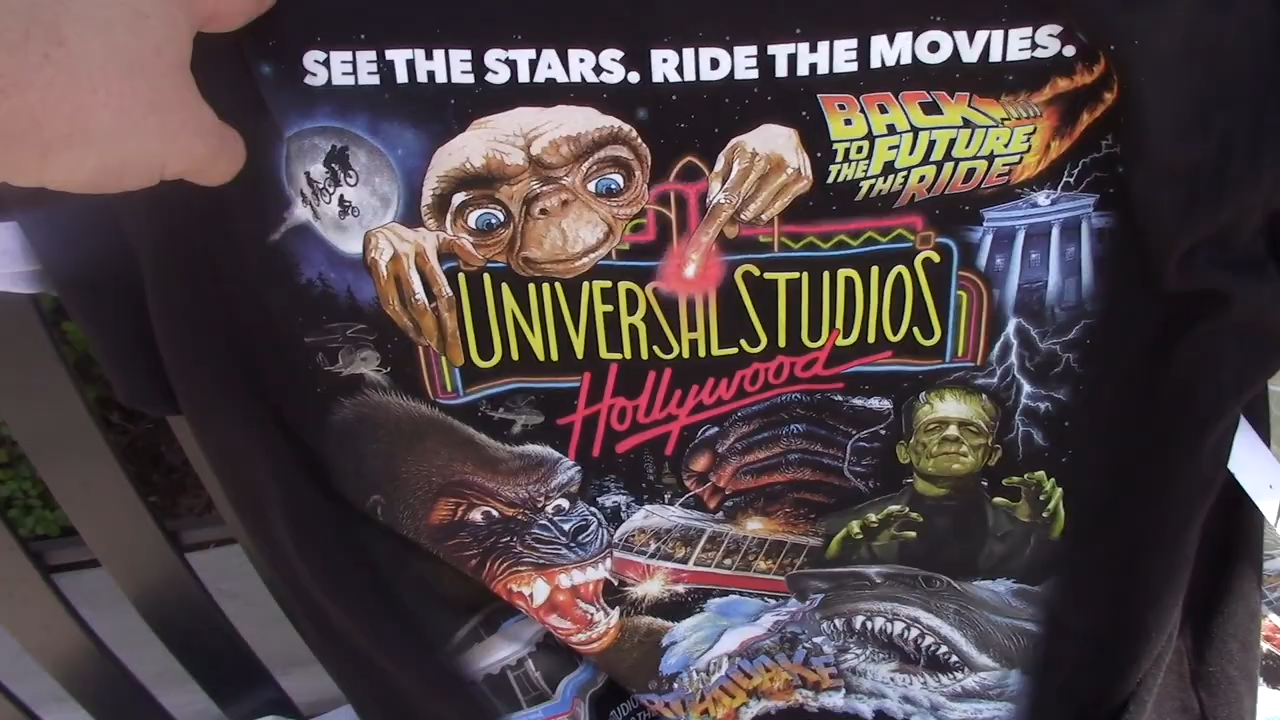 SEE THE STARS. RIDE THE MOVIES.
BACK
TO THE FUTURE
THE RIDE
UNIVERSAL STUDIOS
Hollywood